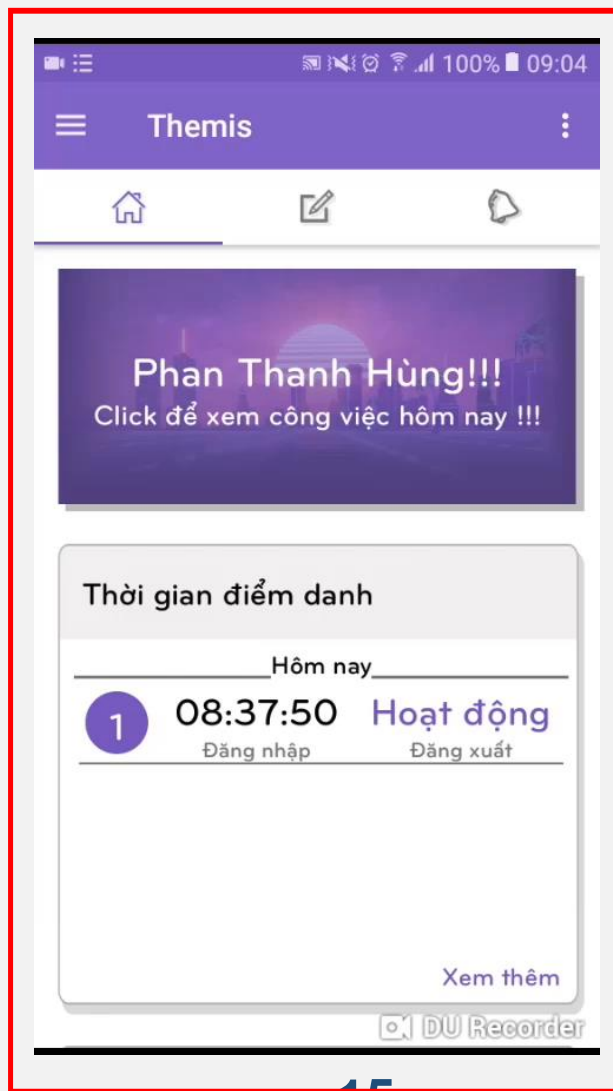 100% 09:04
Themis
Phan Thanh Hùng!!!
Click để xem công việc hôm nay !!!
Thời gian điểm danh
Hôm nay
1 08:37:50 Hoạt động
Đăng nhập Đăng xuất
Xem thêm
DU Recorder
15